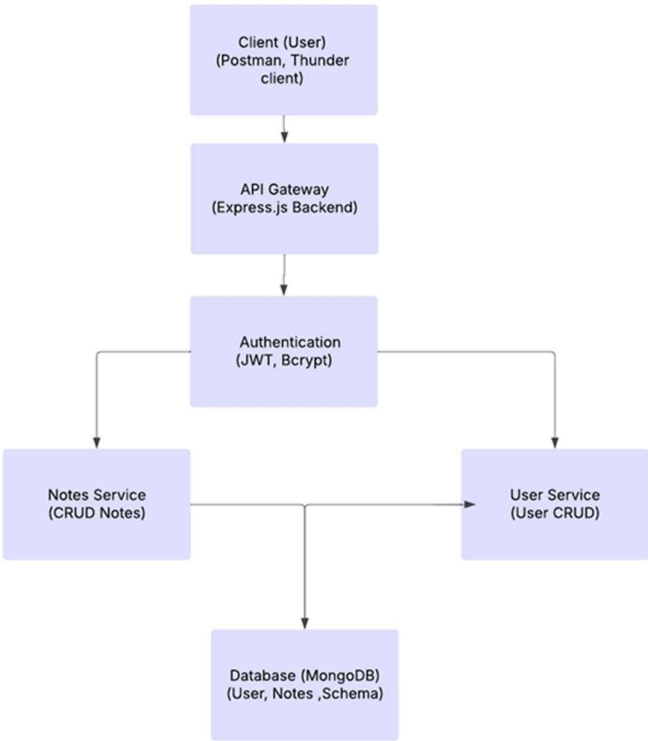 Client (User)
(Postman, Thunder
client)
API Gateway
(Express.js Backend)
Authentication
(JWT, Bcrypt)
Notes Service
(CRUD Notes)
User Service
(User CRUD)
Database (MongoDB)
(User, Notes ,Schema)